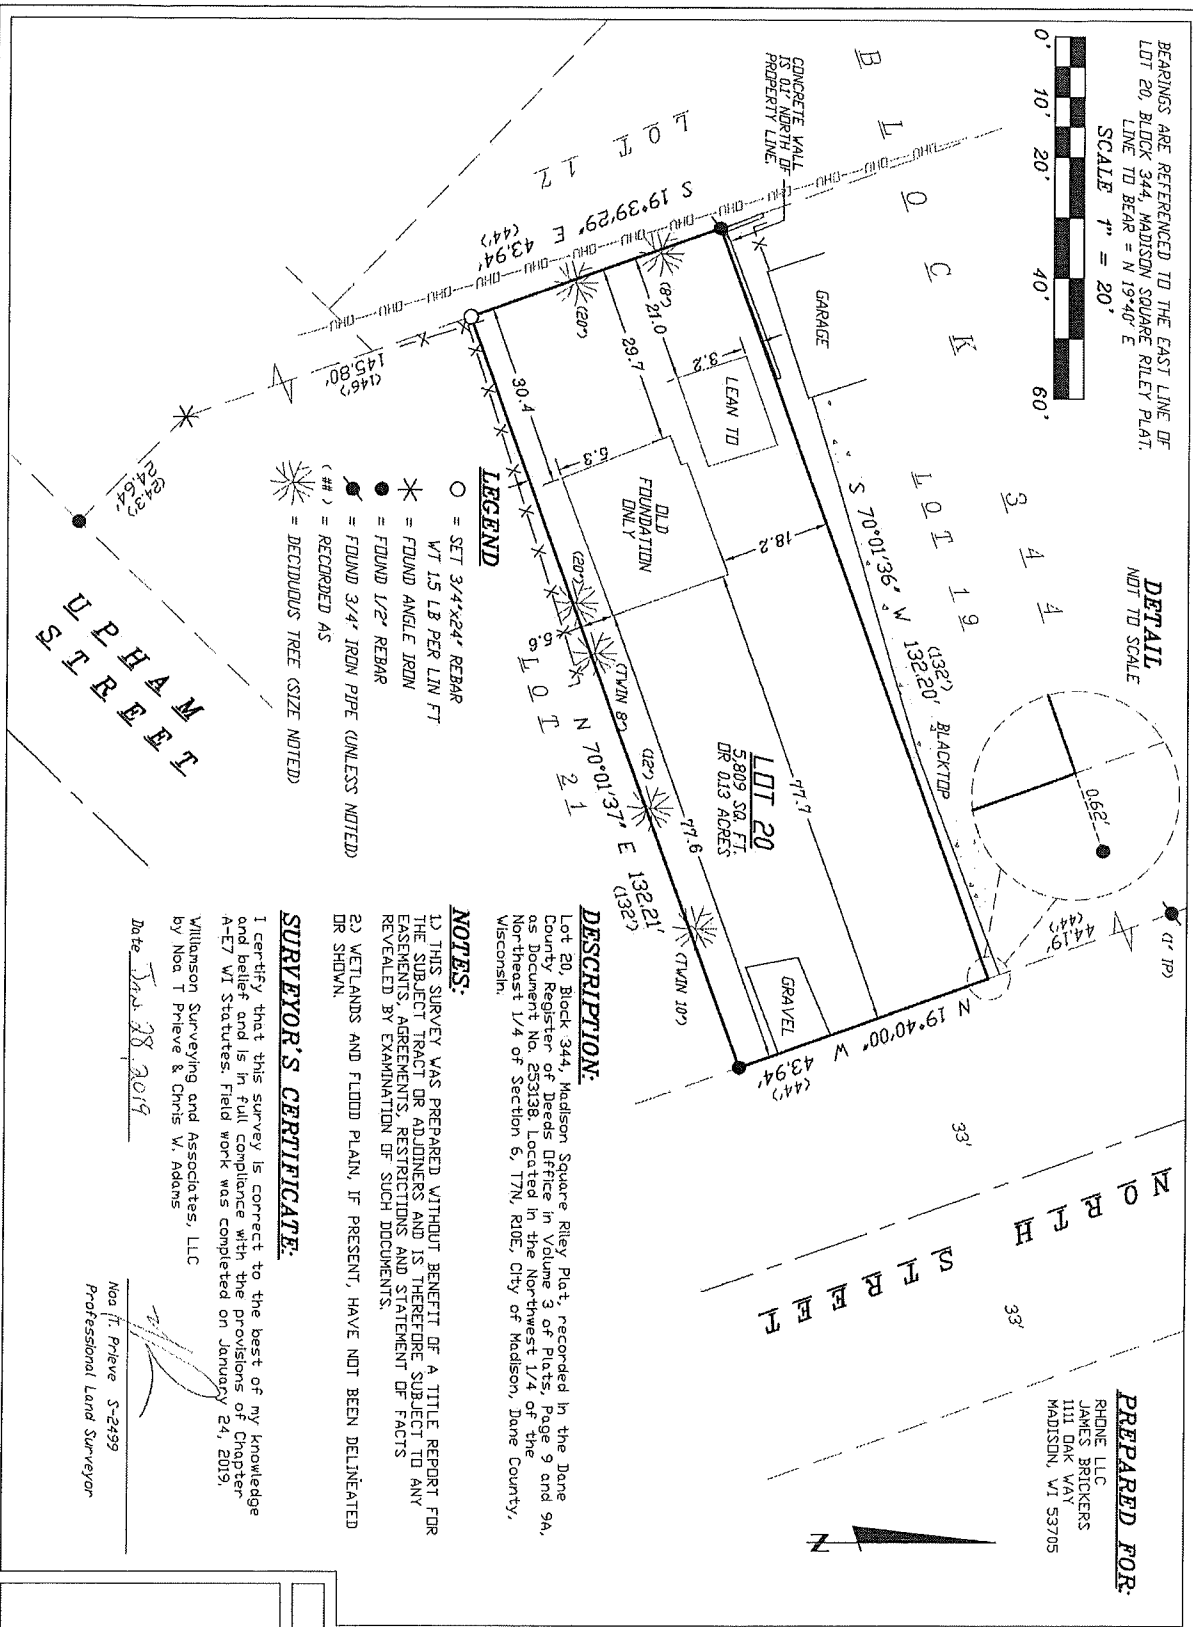 BEARINGS ARE REFERENCED TO THE EAST LINE OF
LOT 20, BLOCK 344, MADISON SQUARE RILEY PLAT.
LINE TO BEAR = N 19°40' E
SCALE 1" = 20'
0' 10' 20' 40' 60'
DETAIL
NOT TO SCALE
0.62'
(1" IP)
44.19'
(44')
PREPARED FOR:
RHONE LLC
JAMES BRICKERS
1111 OAK WAY
MADISON, WI 53705
N
BLOCK 344
CONCRETE WALL
IS 0.1' NORTH OF
PROPERTY LINE.
LOT 17
LOT 19
GARAGE
S 70°01'36" W 132.20'
(132')
BLACKTOP
OHU OHU OHU OHU OHU OHU OHU OHU OHU OHU
S 19°39'29" E 43.94'
(44')
(8")
(20")
21.0
29.7
3.2
LEAN TO
18.2
30.4
5.3
OLD
FOUNDATION
ONLY
(20")
5.6
(TWIN 8")
(12")
(TWIN 10")
77.7
77.6
LOT 20
5,809 SQ. FT.
OR 0.13 ACRES
GRAVEL
LOT 21
N 70°01'37" E 132.21'
(132')
N 19°40'00" W 43.94'
(44')
33'
33'
NORTH STREET
145.80'
(146')
24.64'
(24.3')
UPHAM
STREET
LEGEND
= SET 3/4"x24" REBAR
WT 1.5 LB PER LIN FT
= FOUND ANGLE IRON
= FOUND 1/2" REBAR
= FOUND 3/4" IRON PIPE (UNLESS NOTED)
(##) = RECORDED AS
= DECIDUOUS TREE (SIZE NOTED)
DESCRIPTION:
Lot 20, Block 344, Madison Square Riley Plat, recorded in the Dane
County Register of Deeds Office in Volume 3 of Plats, Page 9 and 9A,
as Document No. 253138. Located in the Northwest 1/4 of the
Northeast 1/4 of Section 6, T7N, R10E, City of Madison, Dane County,
Wisconsin.
NOTES:
1.) THIS SURVEY WAS PREPARED WITHOUT BENEFIT OF A TITLE REPORT FOR
THE SUBJECT TRACT OR ADJOINERS AND IS THEREFORE SUBJECT TO ANY
EASEMENTS, AGREEMENTS, RESTRICTIONS AND STATEMENT OF FACTS
REVEALED BY EXAMINATION OF SUCH DOCUMENTS.
2.) WETLANDS AND FLOOD PLAIN, IF PRESENT, HAVE NOT BEEN DELINEATED
OR SHOWN.
SURVEYOR'S CERTIFICATE:
I certify that this survey is correct to the best of my knowledge
and belief and is in full compliance with the provisions of Chapter
A-E7 WI Statutes. Field work was completed on January 24, 2019.
Williamson Surveying and Associates, LLC
by Noa T Prieve & Chris W. Adams
Date Jan. 28, 2019
Noa T. Prieve S-2499
Professional Land Surveyor